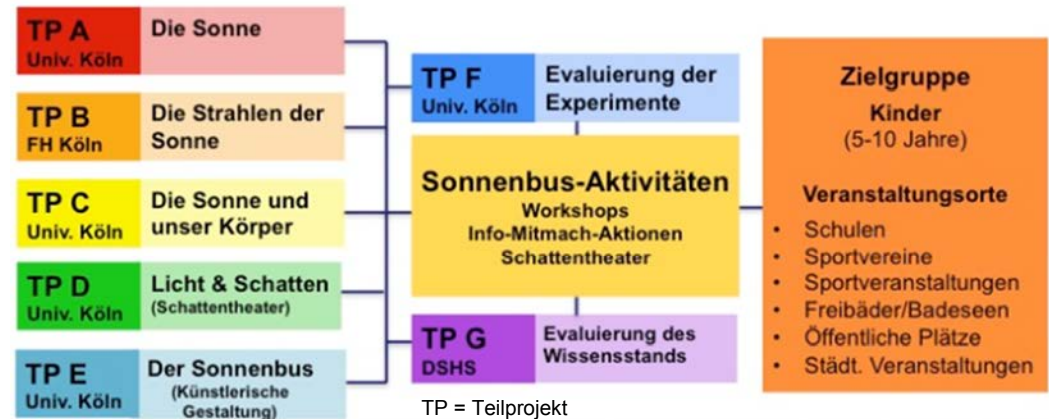 TP A
Univ. Köln
Die Sonne
TP B
FH Köln
Die Strahlen der
Sonne
TP C
Univ. Köln
Die Sonne und
unser Körper
TP D
Univ. Köln
Licht & Schatten
(Schattentheater)
TP E
Univ. Köln
Der Sonnenbus
(Künstlerische
Gestaltung)
TP F
Univ. Köln
Evaluierung der
Experimente
Sonnenbus-Aktivitäten
Workshops
Info-Mitmach-Aktionen
Schattentheater
TP G
DSHS
Evaluierung des
Wissensstands
TP = Teilprojekt
Zielgruppe
Kinder
(5-10 Jahre)
Veranstaltungsorte
• Schulen
• Sportvereine
• Sportveranstaltungen
• Freibäder/Badeseen
• Öffentliche Plätze
• Städt. Veranstaltungen